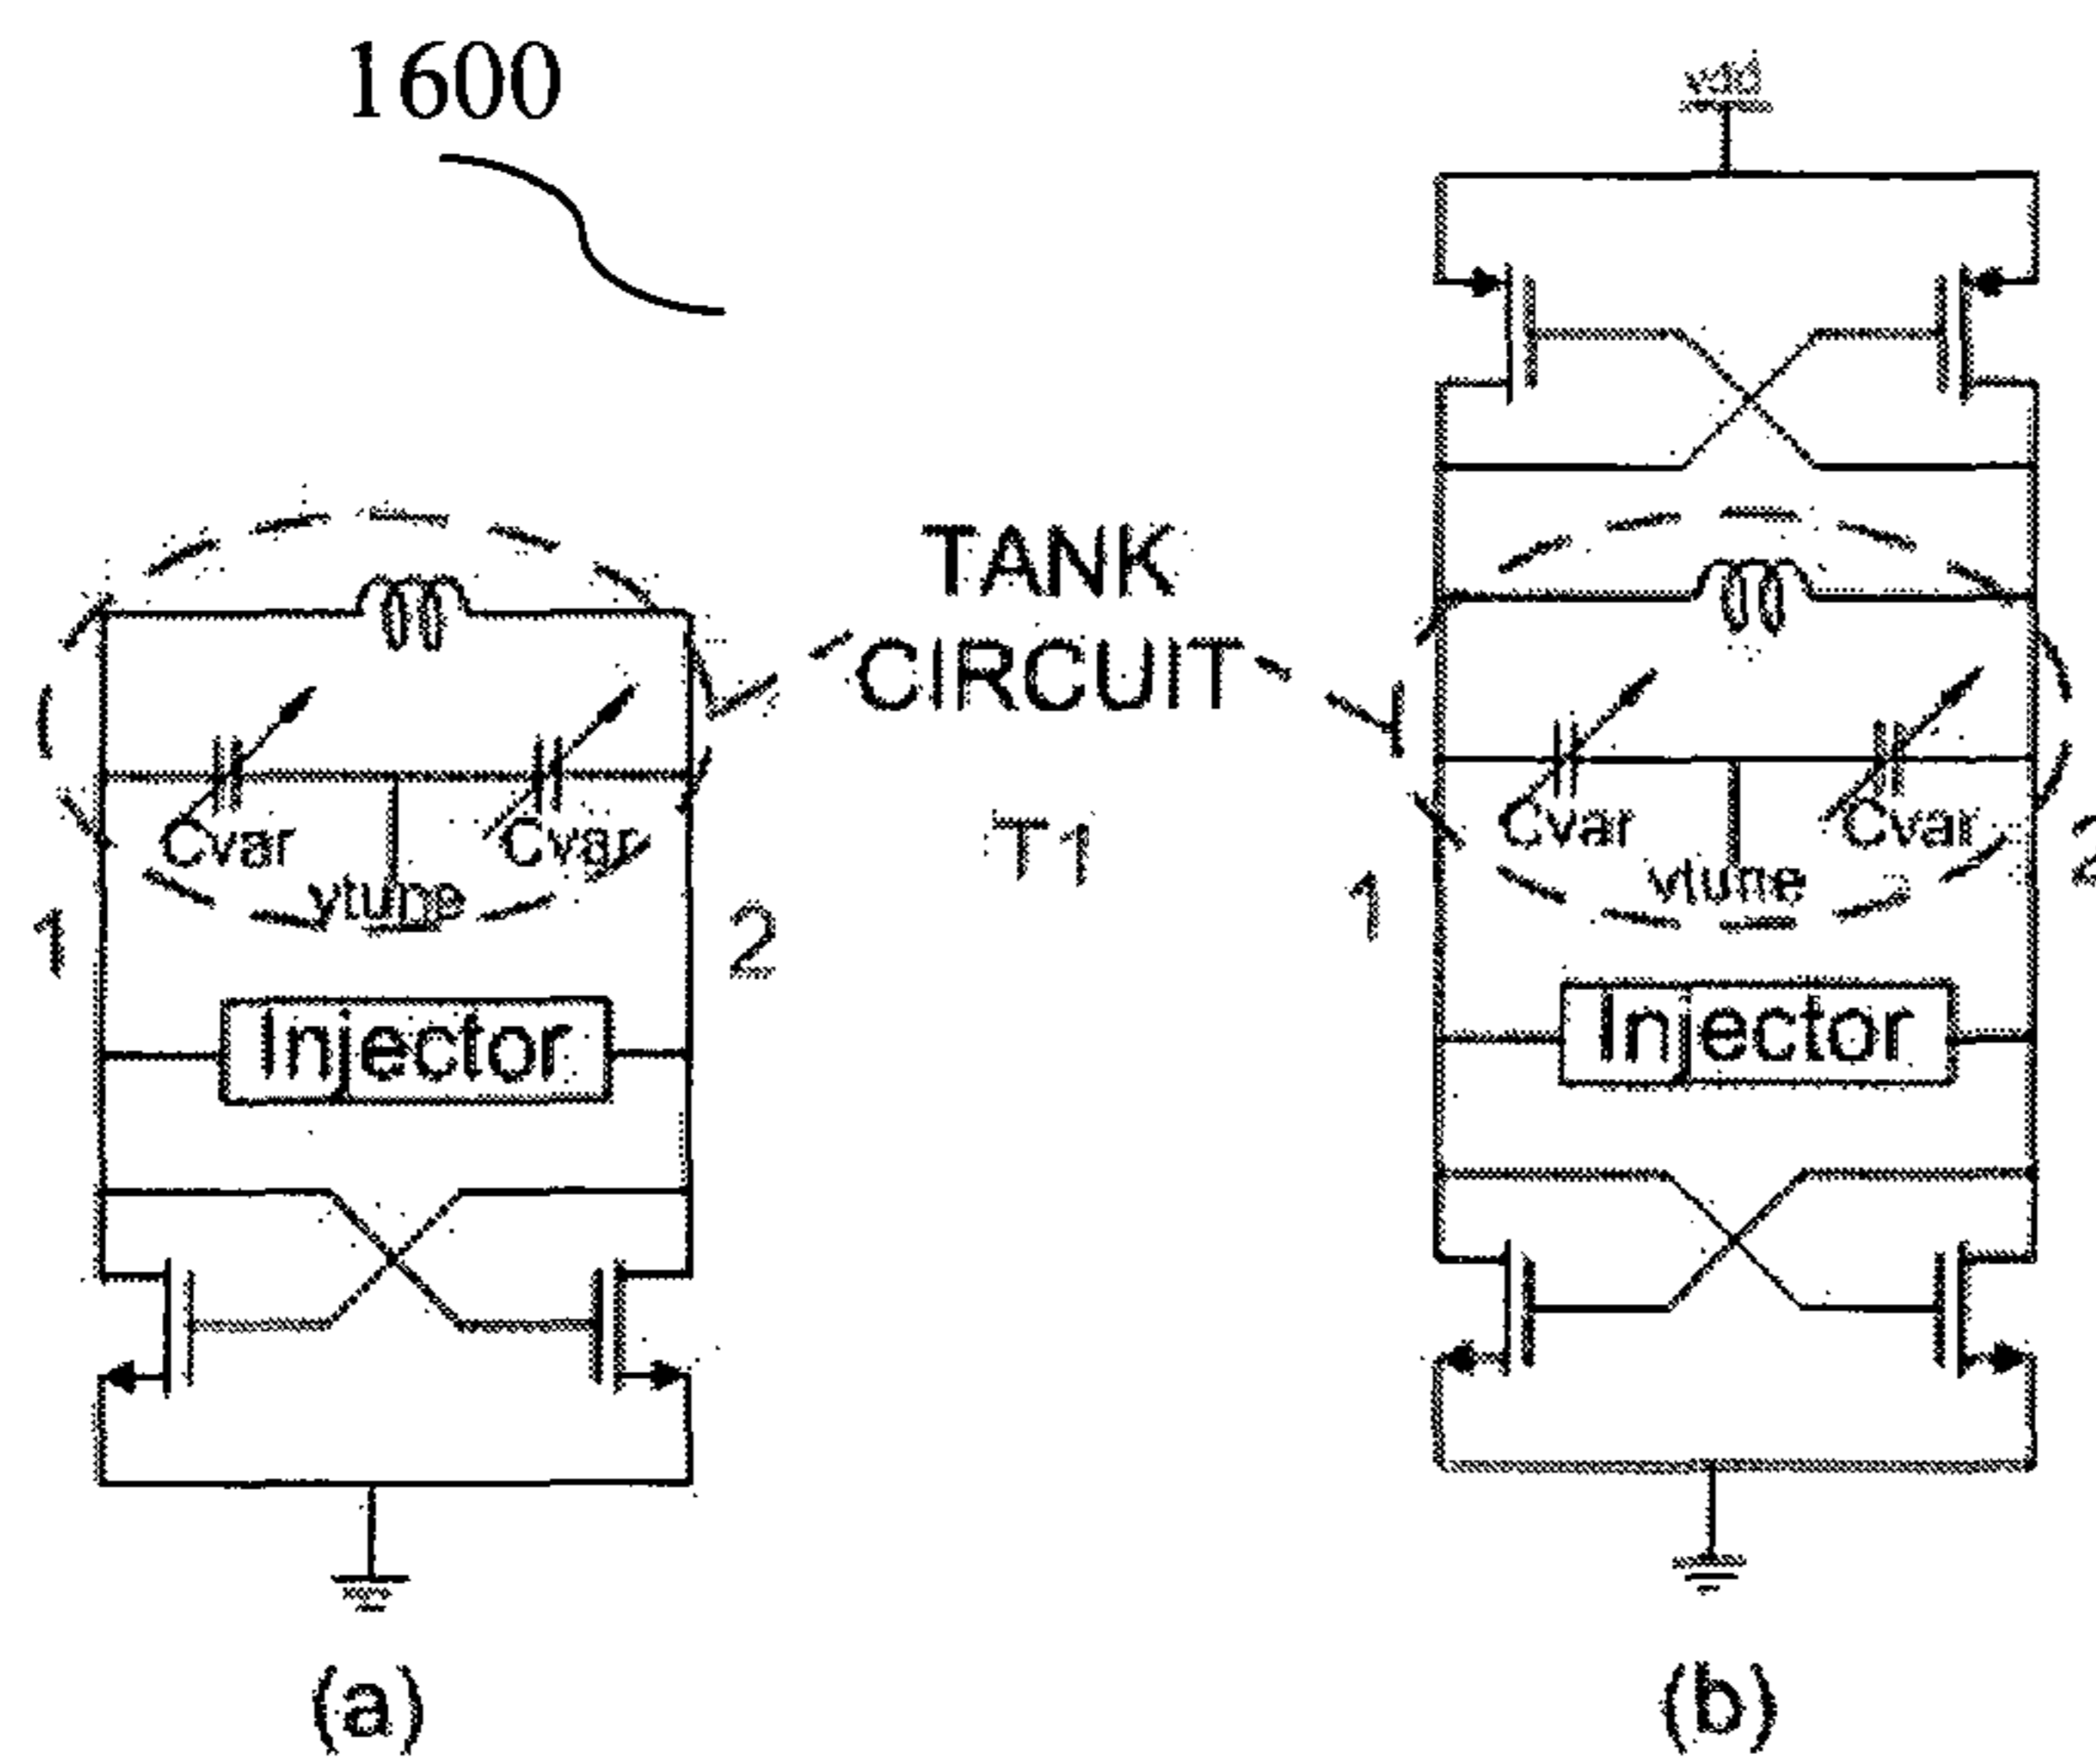 1600
vdd
TANK
CIRCUIT
T1
Cvar
Cvar
vtune
1
2
Injector
(a)
Cvar
Cvar
vtune
1
2
Injector
(b)